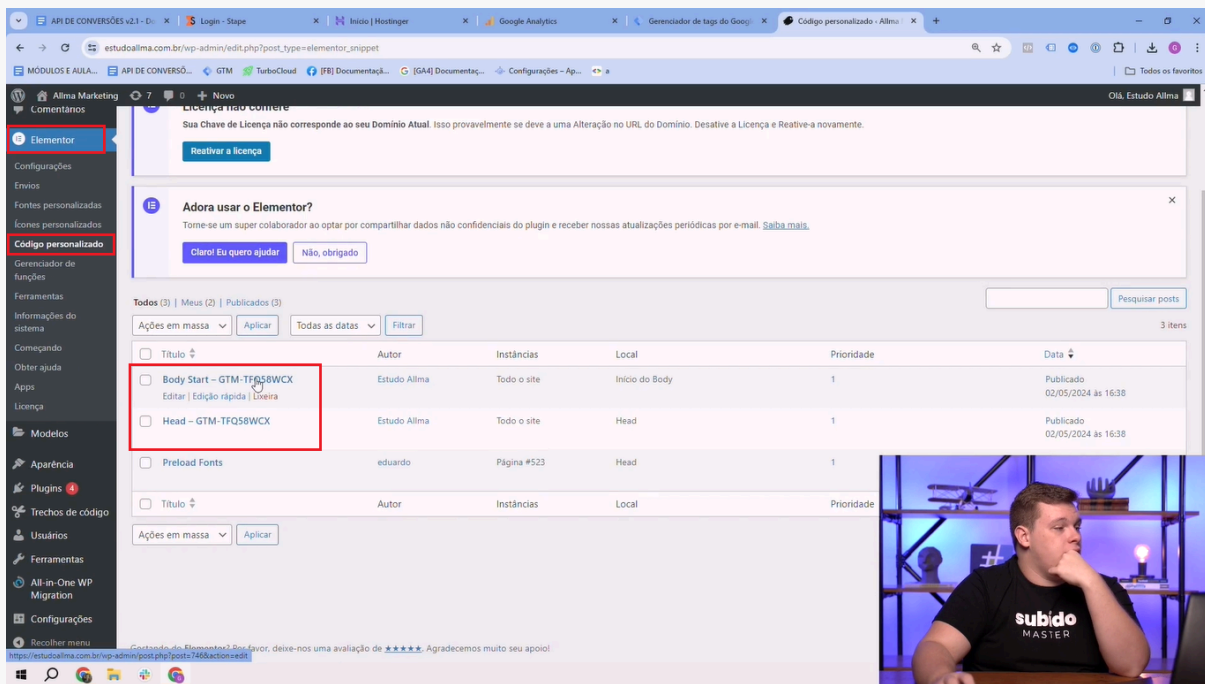 API DE CONVERSÕES v2.1 - Do
Login - Stape
Início | Hostinger
Google Analytics
Gerenciador de tags do Googl
Código personalizado ‹ Allma
estudoallma.com.br/wp-admin/edit.php?post_type=elementor_snippet
MÓDULOS E AULA...
API DE CONVERSÕ...
GTM
TurboCloud
[FB] Documentaçã...
[GA4] Documentaç...
Configurações – Ap...
a
Todos os favoritos
Allma Marketing
7
0
Novo
Olá, Estudo Allma
Comentários
Elementor
Configurações
Envios
Fontes personalizadas
Ícones personalizados
Código personalizado
Gerenciador de
funções
Ferramentas
Informações do
sistema
Começando
Obter ajuda
Apps
Licença
Modelos
Aparência
Plugins 4
Trechos de código
Usuários
Ferramentas
All-in-One WP
Migration
Configurações
Recolher menu
Licença não confere
Sua Chave de Licença não corresponde ao seu Domínio Atual. Isso provavelmente se deve a uma Alteração no URL do Domínio. Desative a Licença e Reative-a novamente.
Reativar a licença
Adora usar o Elementor?
Torne-se um super colaborador ao optar por compartilhar dados não confidenciais do plugin e receber nossas atualizações periódicas por e-mail. Saiba mais.
Claro! Eu quero ajudar
Não, obrigado
Todos (3) | Meus (2) | Publicados (3)
Pesquisar posts
Ações em massa
Aplicar
Todas as datas
Filtrar
3 itens
Título
Autor
Instâncias
Local
Prioridade
Data
Body Start – GTM-TFQ58WCX
Editar | Edição rápida | Lixeira
Estudo Allma
Todo o site
Início do Body
1
Publicado
02/05/2024 às 16:38
Head – GTM-TFQ58WCX
Estudo Allma
Todo o site
Head
1
Publicado
02/05/2024 às 16:38
Preload Fonts
eduardo
Página #523
Head
1
Título
Autor
Instâncias
Local
Prioridade
Ações em massa
Aplicar
Gostando do Elementor? Por favor, deixe-nos uma avaliação de ★★★★★. Agradecemos muito seu apoio!
https://estudoallma.com.br/wp-admin/post.php?post=746&action=edit
subido
MASTER